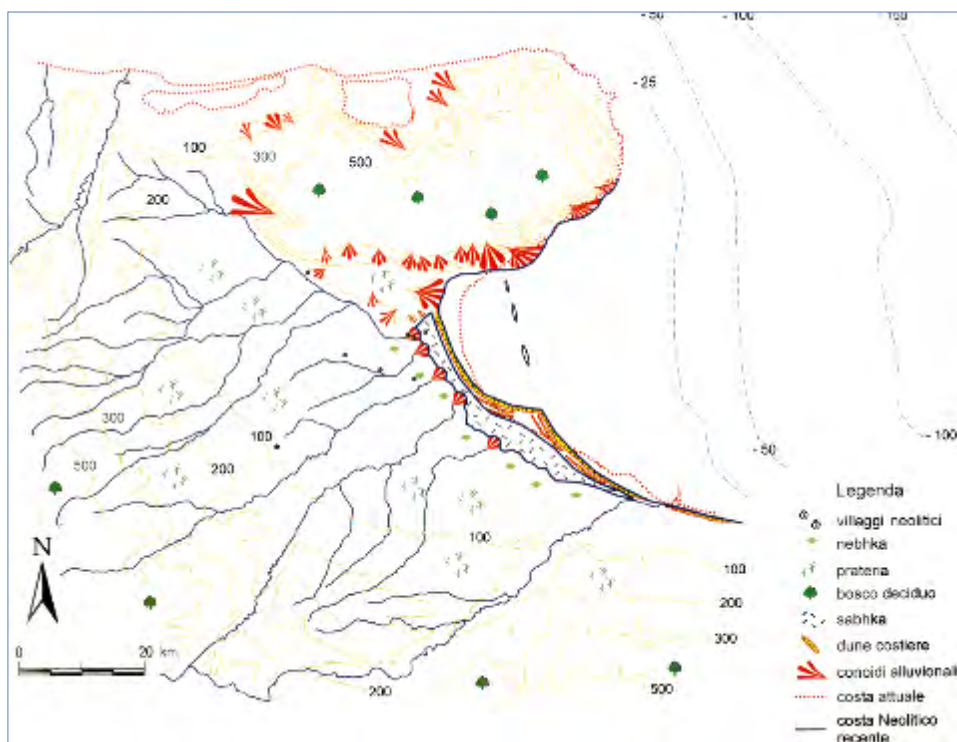 - 50
- 100
- 150
- 25
100
300
500
200
300
100
500
200
- 100
- 50
100
100
200
300
200
500
N
0
20 km
Legenda
villaggi neolitici
nebhka
prateria
bosco deciduo
sabhka
dune costiere
conoidi alluvionali
costa attuale
costa Neolitico
recente